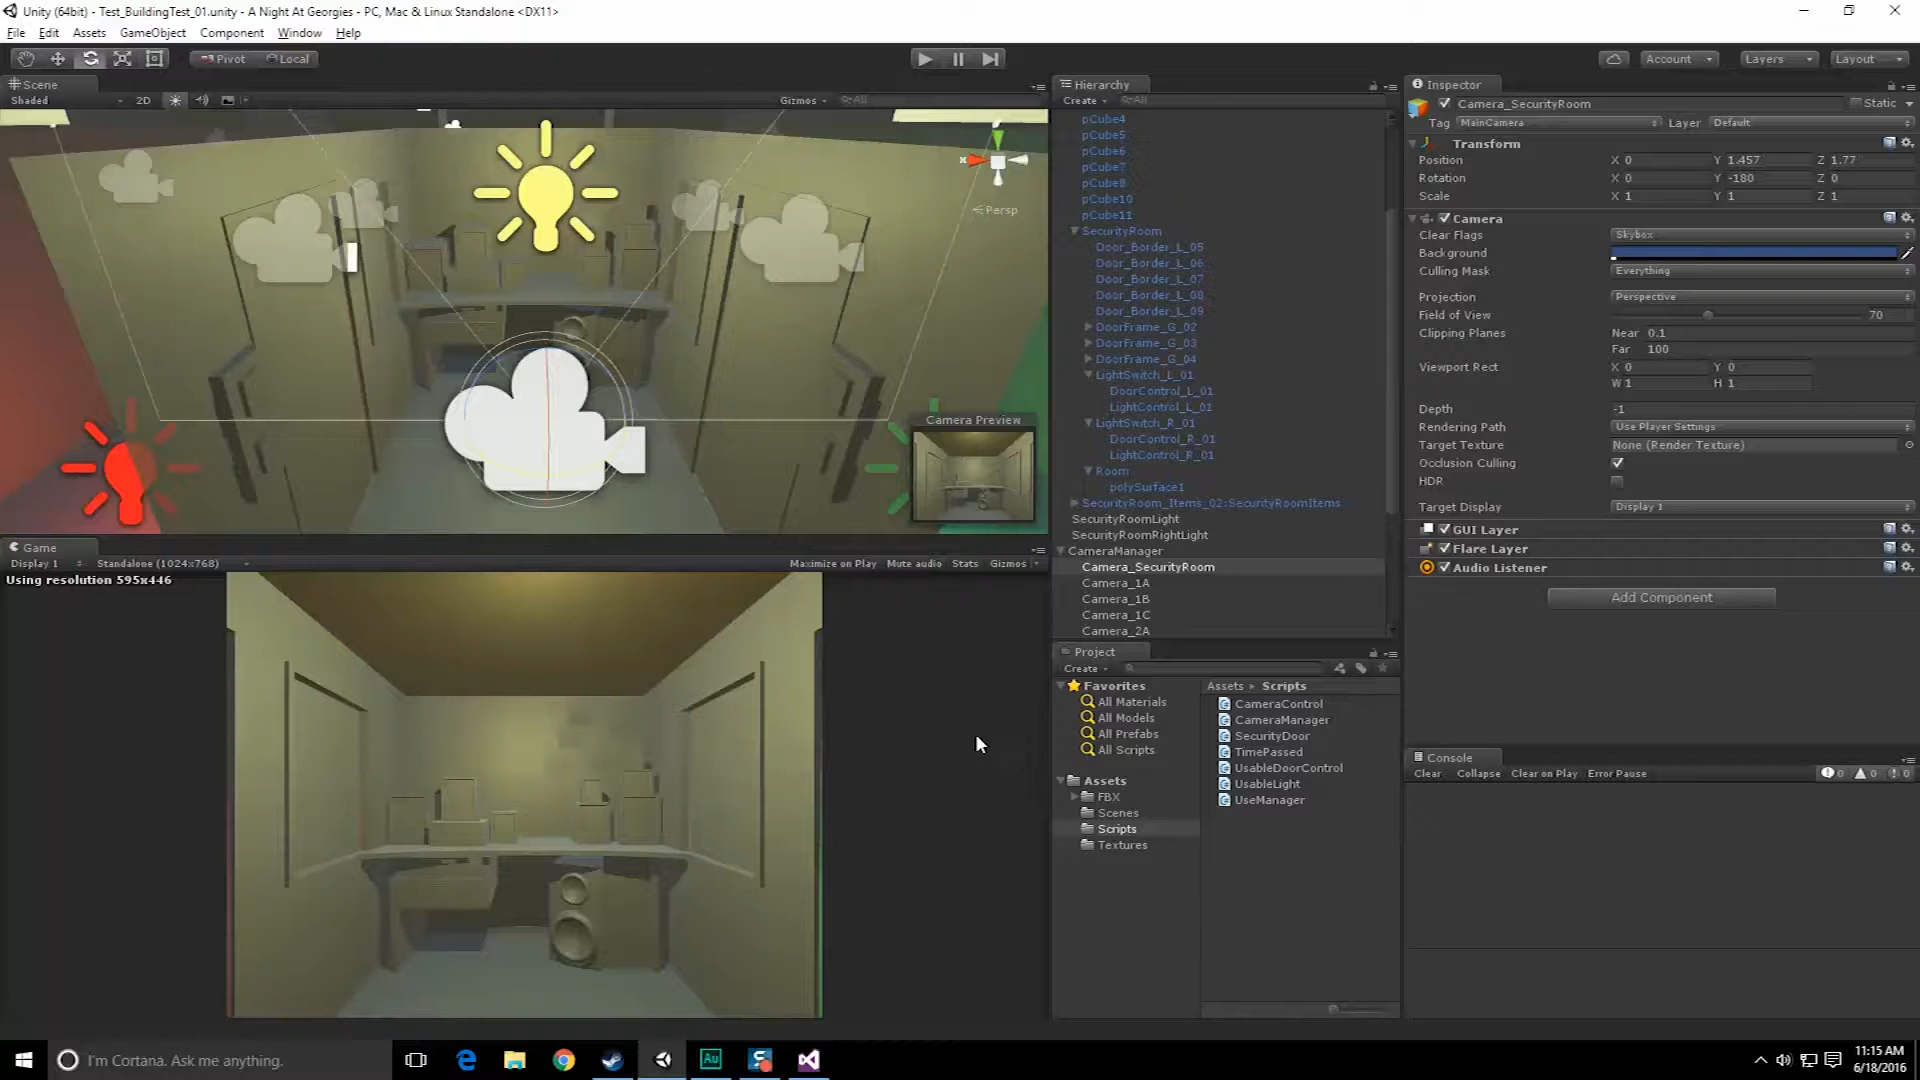 Unity (64bit) - Test_BuildingTest_01.unity - A Night At Georgies - PC, Mac & Linux Standalone <DX11>
File Edit Assets GameObject Component Window Help
Pivot Local Account Layers Layout
Scene
Shaded 2D Gizmos All
Persp
Camera Preview
Game
Display 1 Standalone (1024x768) Maximize on Play Mute audio Stats Gizmos
Using resolution 595x446
Hierarchy
Create All
pCube4
pCube5
pCube6
pCube7
pCube8
pCube10
pCube11
SecurityRoom
Door_Border_L_05
Door_Border_L_06
Door_Border_L_07
Door_Border_L_08
Door_Border_L_09
DoorFrame_G_02
DoorFrame_G_03
DoorFrame_G_04
LightSwitch_L_01
DoorControl_L_01
LightControl_L_01
LightSwitch_R_01
DoorControl_R_01
LightControl_R_01
Room
polySurface1
SecurityRoom_Items_02:SecurityRoomItems
SecurityRoomLight
SecurityRoomRightLight
CameraManager
Camera_SecurityRoom
Camera_1A
Camera_1B
Camera_1C
Camera_2A
Project
Create
Favorites
All Materials
All Models
All Prefabs
All Scripts
Assets
FBX
Scenes
Scripts
Textures
Assets Scripts
CameraControl
CameraManager
SecurityDoor
TimePassed
UsableDoorControl
UsableLight
UseManager
Inspector
Camera_SecurityRoom Static
Tag MainCamera Layer Default
Transform
Position X 0 Y 1.457 Z 1.77
Rotation X 0 Y -180 Z 0
Scale X 1 Y 1 Z 1
Camera
Clear Flags Skybox
Background
Culling Mask Everything
Projection Perspective
Field of View 70
Clipping Planes Near 0.1
Far 100
Viewport Rect X 0 Y 0
W 1 H 1
Depth -1
Rendering Path Use Player Settings
Target Texture None (Render Texture)
Occlusion Culling
HDR
Target Display Display 1
GUI Layer
Flare Layer
Audio Listener
Add Component
Console
Clear Collapse Clear on Play Error Pause 0 0 0
I'm Cortana. Ask me anything.
Au
11:15 AM
6/18/2016